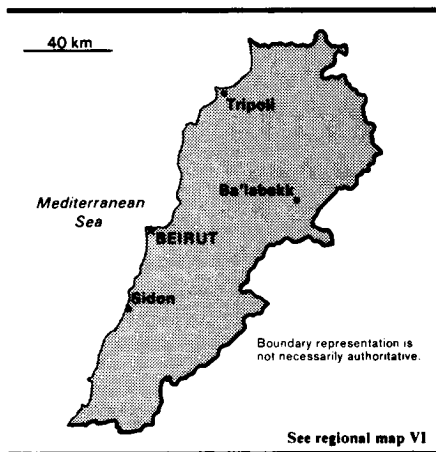 40 km
Tripoli
Ba'labakk
Mediterranean
Sea
BEIRUT
Sidon
Boundary representation is
not necessarily authoritative.
See regional map VI